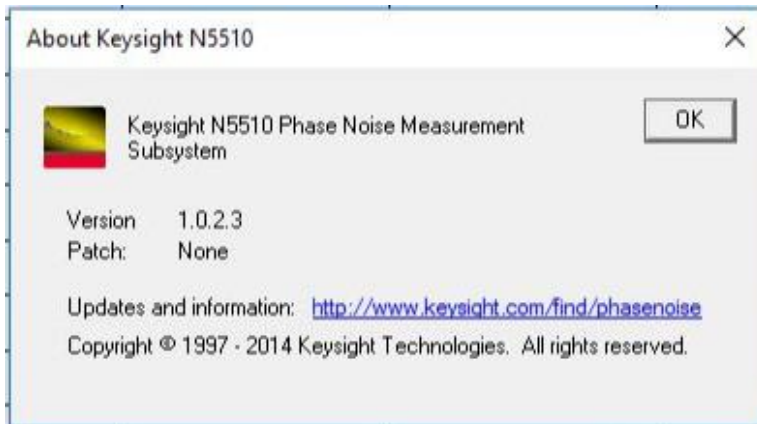 About Keysight N5510
Keysight N5510 Phase Noise Measurement
Subsystem
OK
Version 1.0.2.3
Patch: None
Updates and information: http://www.keysight.com/find/phasenoise
Copyright © 1997 - 2014 Keysight Technologies. All rights reserved.